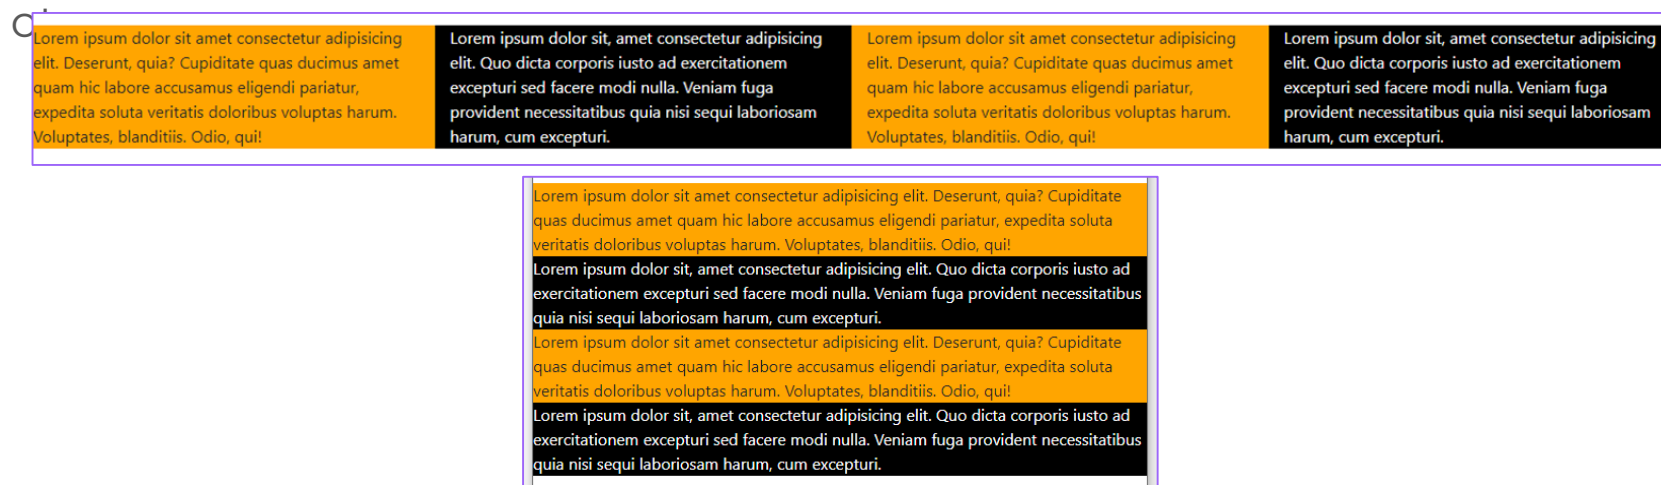 Lorem ipsum dolor sit amet consectetur adipisicing
elit. Deserunt, quia? Cupiditate quas ducimus amet
quam hic labore accusamus eligendi pariatur,
expedita soluta veritatis doloribus voluptas harum.
Voluptates, blanditiis. Odio, qui!
Lorem ipsum dolor sit, amet consectetur adipisicing
elit. Quo dicta corporis iusto ad exercitationem
excepturi sed facere modi nulla. Veniam fuga
provident necessitatibus quia nisi sequi laboriosam
harum, cum excepturi.
Lorem ipsum dolor sit amet consectetur adipisicing
elit. Deserunt, quia? Cupiditate quas ducimus amet
quam hic labore accusamus eligendi pariatur,
expedita soluta veritatis doloribus voluptas harum.
Voluptates, blanditiis. Odio, qui!
Lorem ipsum dolor sit, amet consectetur adipisicing
elit. Quo dicta corporis iusto ad exercitationem
excepturi sed facere modi nulla. Veniam fuga
provident necessitatibus quia nisi sequi laboriosam
harum, cum excepturi.
Lorem ipsum dolor sit amet consectetur adipisicing elit. Deserunt, quia? Cupiditate
quas ducimus amet quam hic labore accusamus eligendi pariatur, expedita soluta
veritatis doloribus voluptas harum. Voluptates, blanditiis. Odio, qui!
Lorem ipsum dolor sit, amet consectetur adipisicing elit. Quo dicta corporis iusto ad
exercitationem excepturi sed facere modi nulla. Veniam fuga provident necessitatibus
quia nisi sequi laboriosam harum, cum excepturi.
Lorem ipsum dolor sit amet consectetur adipisicing elit. Deserunt, quia? Cupiditate
quas ducimus amet quam hic labore accusamus eligendi pariatur, expedita soluta
veritatis doloribus voluptas harum. Voluptates, blanditiis. Odio, qui!
Lorem ipsum dolor sit, amet consectetur adipisicing elit. Quo dicta corporis iusto ad
exercitationem excepturi sed facere modi nulla. Veniam fuga provident necessitatibus
quia nisi sequi laboriosam harum, cum excepturi.